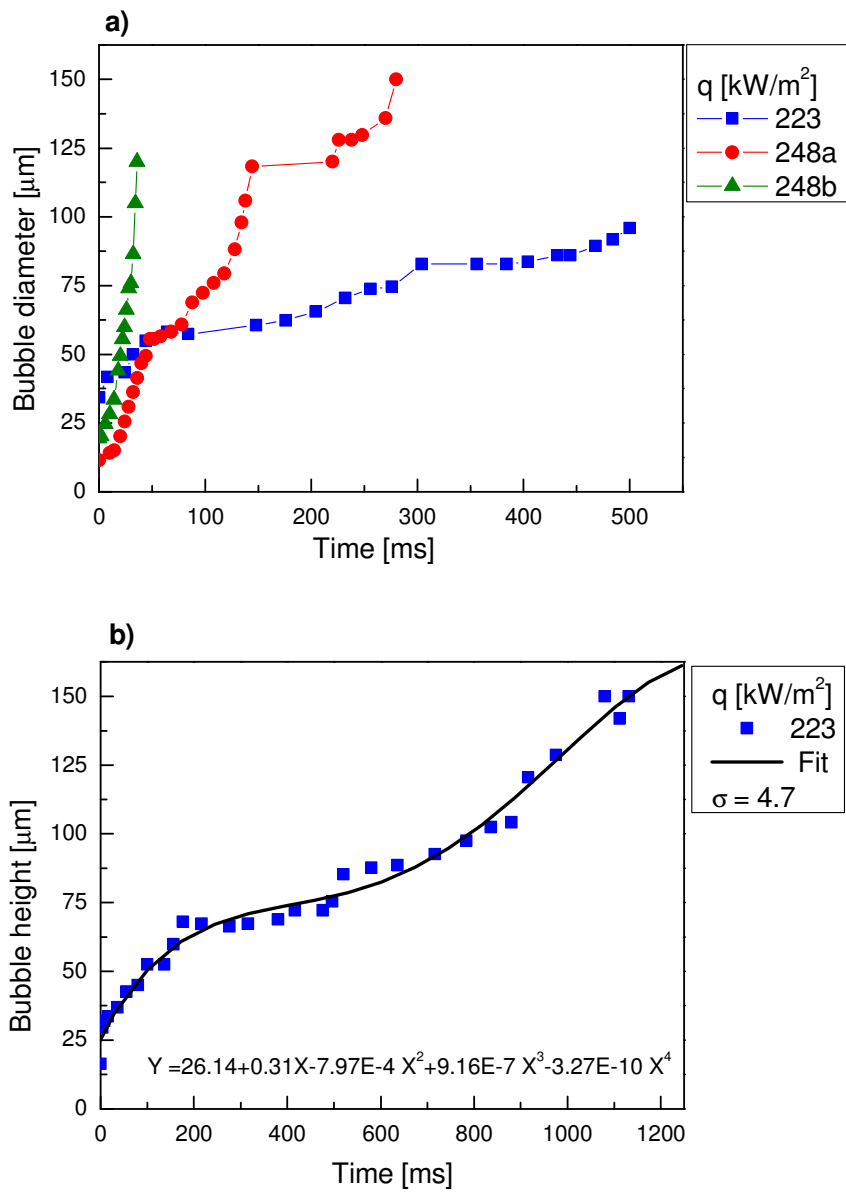 a)
150
125
100
75
50
25
0
Bubble diameter [μm]
0 100 200 300 400 500
Time [ms]
q [kW/m²]
223
248a
248b
b)
150
125
100
75
50
25
0
Bubble height [μm]
Y =26.14+0.31X-7.97E-4 X²+9.16E-7 X³-3.27E-10 X⁴
0 200 400 600 800 1000 1200
Time [ms]
q [kW/m²]
223
Fit
σ = 4.7